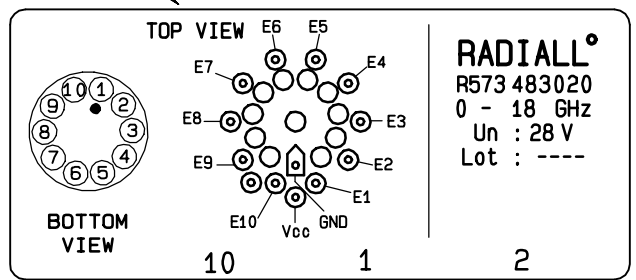 TOP VIEW
E6
E5
E7
E4
E8
E3
E9
E2
E10
E1
Vcc
GND
10
1
9
2
8
3
7
4
6
5
BOTTOM
VIEW
10
1
RADIALL°
R573 483020
0 - 18 GHz
Un : 28 V
Lot : ----
2